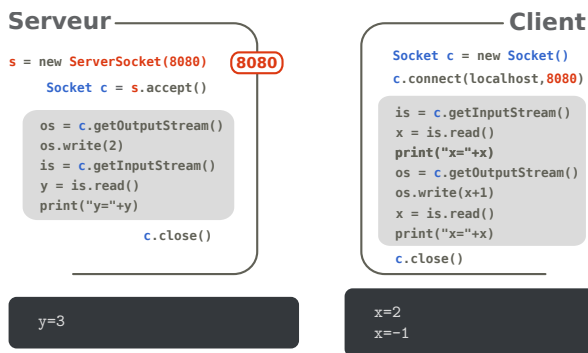 Serveur
s = new ServerSocket(8080)
8080
Socket c = s.accept()
os = c.getOutputStream()
os.write(2)
is = c.getInputStream()
y = is.read()
print("y="+y)
c.close()
y=3
Client
Socket c = new Socket()
c.connect(localhost,8080)
is = c.getInputStream()
x = is.read()
print("x="+x)
os = c.getOutputStream()
os.write(x+1)
x = is.read()
print("x="+x)
c.close()
x=2
x=-1